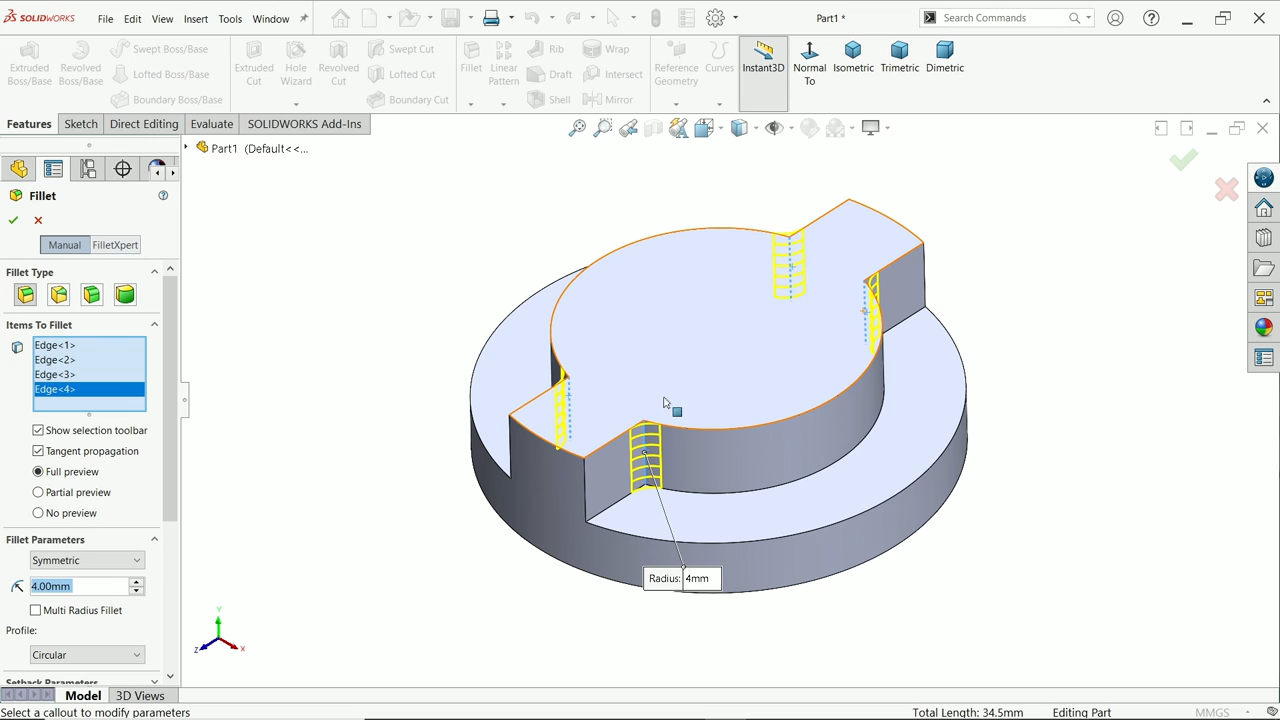 SOLIDWORKS File Edit View Insert Tools Window Part1 * Search Commands
Extruded Boss/Base
Revolved Boss/Base
Swept Boss/Base
Lofted Boss/Base
Boundary Boss/Base
Extruded Cut
Hole Wizard
Revolved Cut
Swept Cut
Lofted Cut
Boundary Cut
Fillet
Linear Pattern
Rib
Draft
Shell
Wrap
Intersect
Mirror
Reference Geometry
Curves
Instant3D
Normal To
Isometric
Trimetric
Dimetric
Features Sketch Direct Editing Evaluate SOLIDWORKS Add-Ins
Part1 (Default<<...
Fillet
Manual FilletXpert
Fillet Type
Items To Fillet
Edge<1>
Edge<2>
Edge<3>
Edge<4>
Show selection toolbar
Tangent propagation
Full preview
Partial preview
No preview
Fillet Parameters
Symmetric
4.00mm
Multi Radius Fillet
Profile:
Circular
Setback Parameters
Radius: 4mm
Y
Z
X
Model 3D Views
Select a callout to modify parameters Total Length: 34.5mm Editing Part MMGS